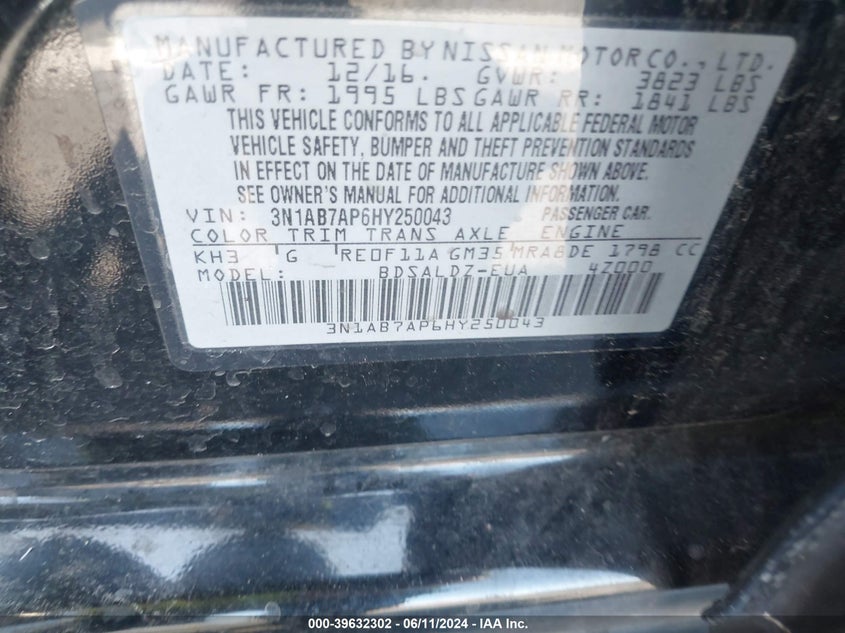 MANUFACTURED BY NISSAN MOTOR CO., LTD.
DATE: 12/16. GVWR: 3823 LBS
GAWR FR: 1995 LBS GAWR RR: 1841 LBS
THIS VEHICLE CONFORMS TO ALL APPLICABLE FEDERAL MOTOR
VEHICLE SAFETY, BUMPER AND THEFT PREVENTION STANDARDS
IN EFFECT ON THE DATE OF MANUFACTURE SHOWN ABOVE.
SEE OWNER'S MANUAL FOR ADDITIONAL INFORMATION.
VIN: 3N1AB7AP6HY250043 PASSENGER CAR.
COLOR TRIM TRANS AXLE ENGINE
KH3 G RE0F11A GM35 MRA8DE 1798 CC
MODEL: BDSALDZ-EUA 4Z000
3N1AB7AP6HY250043
000-39632302 - 06/11/2024 - IAA Inc.